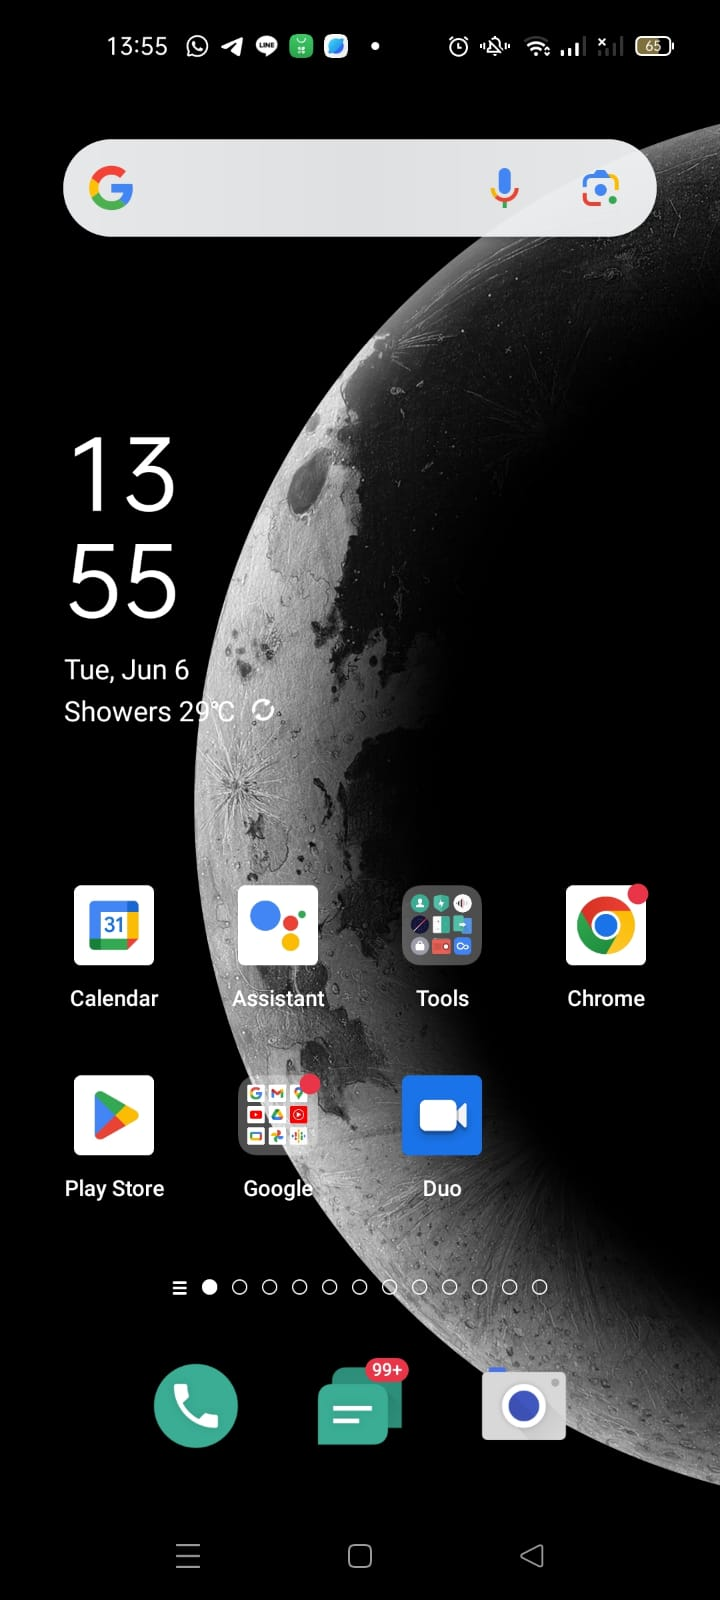 13:55 LINE 65
13
55
Tue, Jun 6
Showers 29℃
31
Calendar Assistant Tools Chrome
Play Store Google Duo
99+